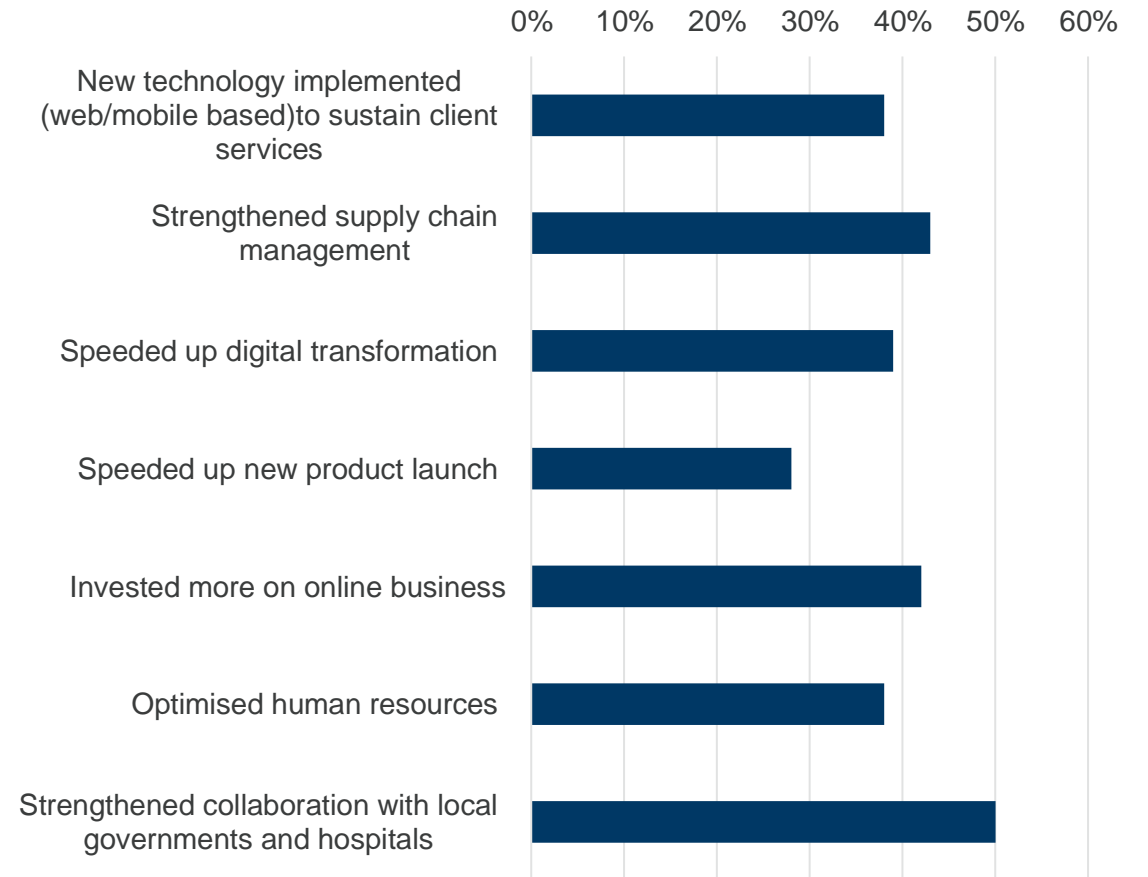 0% 10% 20% 30% 40% 50% 60%
New technology implemented
(web/mobile based)to sustain client
services
Strengthened supply chain
management
Speeded up digital transformation
Speeded up new product launch
Invested more on online business
Optimised human resources
Strengthened collaboration with local
governments and hospitals